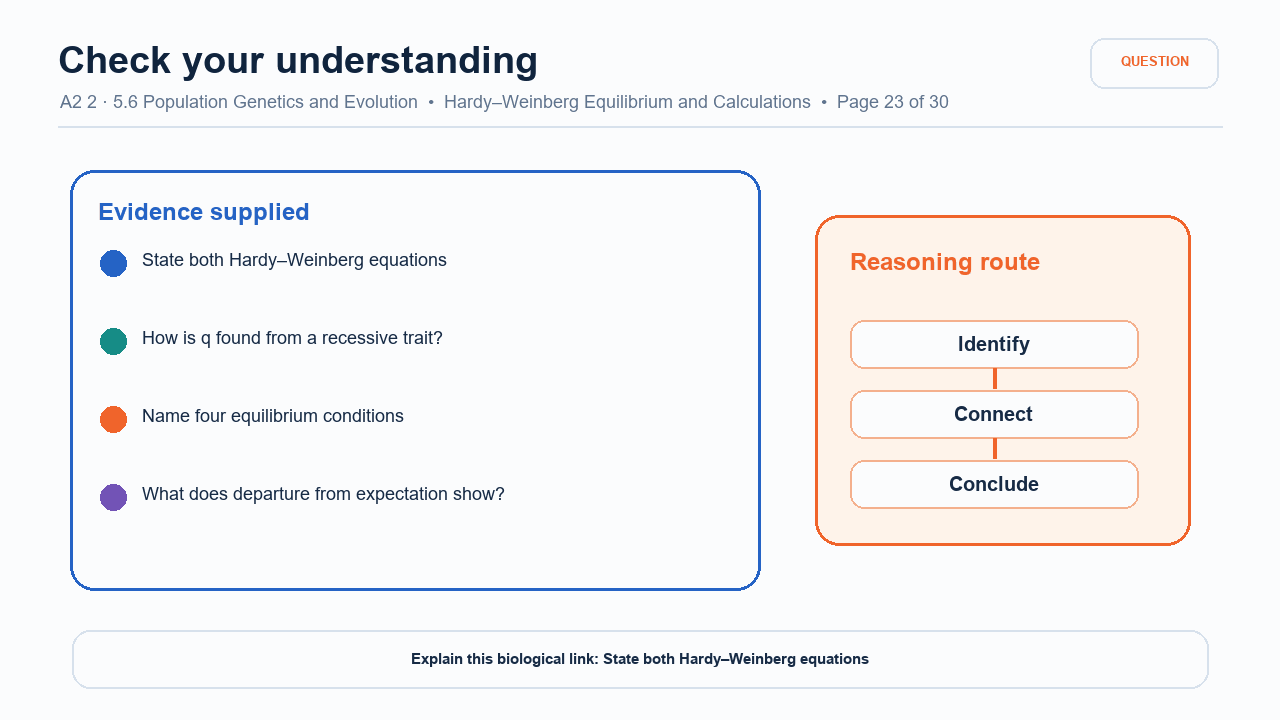 Check your understanding
QUESTION
A2 2 · 5.6 Population Genetics and Evolution • Hardy–Weinberg Equilibrium and Calculations • Page 23 of 30
Evidence supplied
State both Hardy–Weinberg equations
How is q found from a recessive trait?
Name four equilibrium conditions
What does departure from expectation show?
Reasoning route
Identify
Connect
Conclude
Explain this biological link: State both Hardy–Weinberg equations